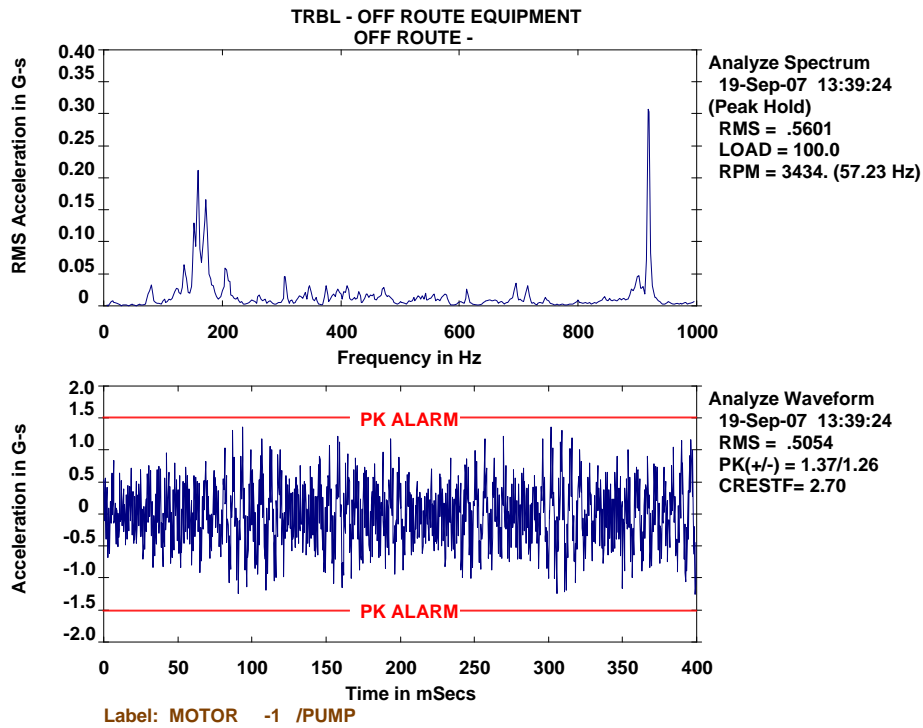 TRBL - OFF ROUTE EQUIPMENT
OFF ROUTE -
RMS Acceleration in G-s
0.40
0.35
0.30
0.25
0.20
0.15
0.10
0.05
0
0 200 400 600 800 1000
Frequency in Hz
Analyze Spectrum
19-Sep-07 13:39:24
(Peak Hold)
RMS = .5601
LOAD = 100.0
RPM = 3434. (57.23 Hz)
Acceleration in G-s
2.0
1.5
1.0
0.5
0
-0.5
-1.0
-1.5
-2.0
PK ALARM
PK ALARM
0 50 100 150 200 250 300 350 400
Time in mSecs
Analyze Waveform
19-Sep-07 13:39:24
RMS = .5054
PK(+/-) = 1.37/1.26
CRESTF= 2.70
Label: MOTOR -1 /PUMP